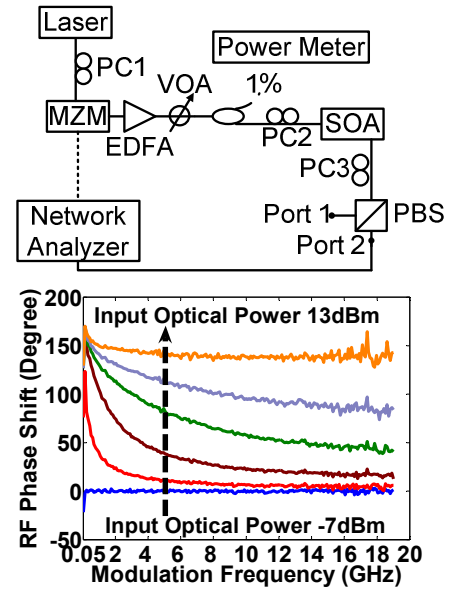 Laser
PC1
Power Meter
VOA
1%
MZM
EDFA
PC2
SOA
PC3
Port 1
PBS
Network
Analyzer
Port 2
200
Input Optical Power 13dBm
150
100
50
0
Input Optical Power -7dBm
-50
RF Phase Shift (Degree)
0.05 2 4 6 8 10 12 14 16 18 20
Modulation Frequency (GHz)